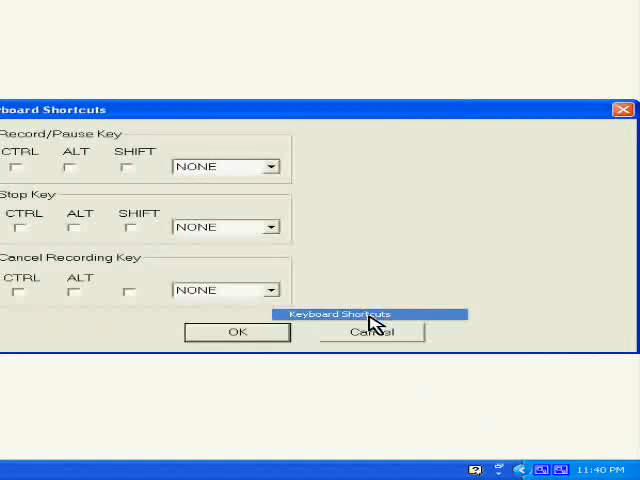 board Shortcuts
Record/Pause Key
CTRL ALT SHIFT
NONE
Stop Key
CTRL ALT SHIFT
NONE
Cancel Recording Key
CTRL ALT
NONE
Keyboard Shortcuts
OK Cancel
11:40 PM